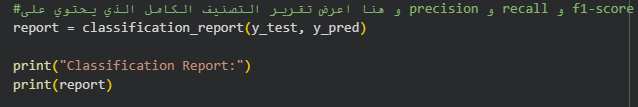 #و هنا اعرض تقرير التصنيف الكامل الذي يحتوي على precision و recall و f1-score
report = classification_report(y_test, y_pred)
print("Classification Report:")
print(report)